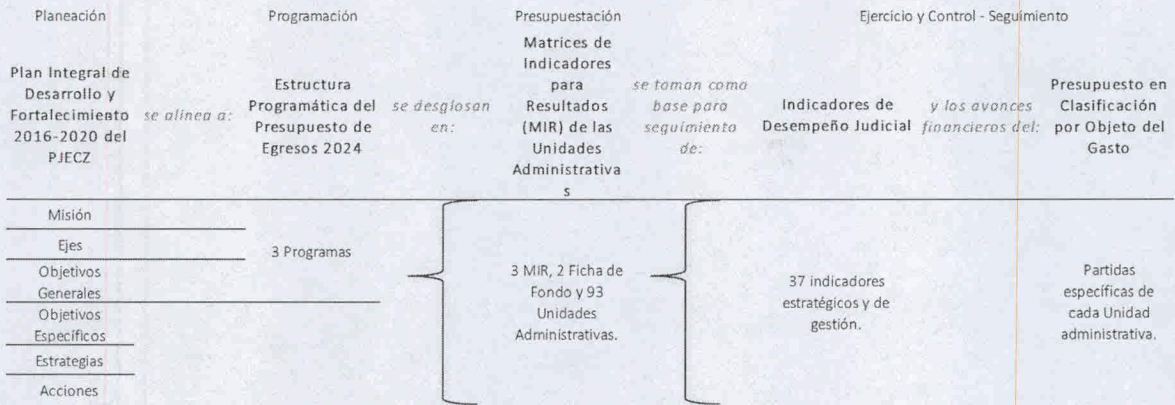 Planeación
Programación
Presupuestación
Ejercicio y Control - Seguimiento
Plan Integral de
Desarrollo y
Fortalecimiento
2016-2020 del
PJECZ
se alinea a:
Estructura
Programática del
Presupuesto de
Egresos 2024
se desglosan
en:
Matrices de
Indicadores
para
Resultados
(MIR) de las
Unidades
Administrativa
s
se toman como
base para
seguimiento
de:
Indicadores de
Desempeño Judicial
y los avances
financieros del:
Presupuesto en
Clasificación
por Objeto del
Gasto
Misión
Ejes
Objetivos
Generales
Objetivos
Específicos
Estrategias
Acciones
3 Programas
3 MIR, 2 Ficha de
Fondo y 93
Unidades
Administrativas.
37 indicadores
estratégicos y de
gestión.
Partidas
específicas de
cada Unidad
administrativa.